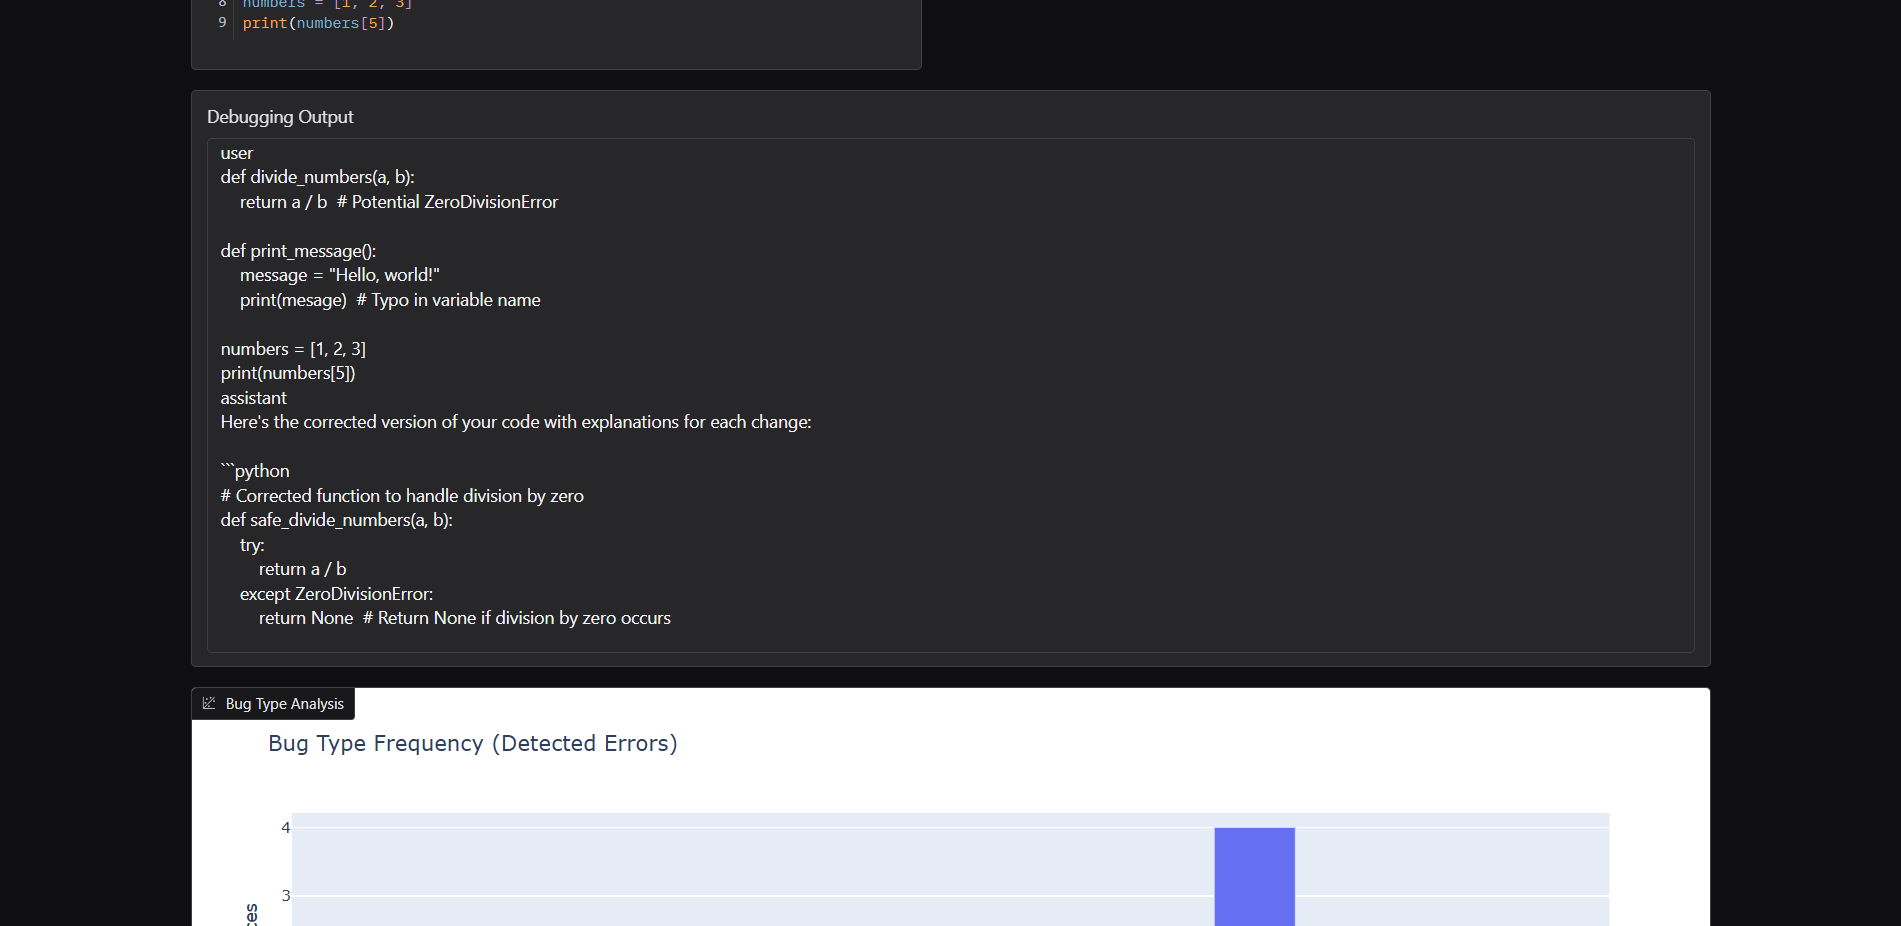 8 numbers = [1, 2, 3]
9 print(numbers[5])
Debugging Output
user
def divide_numbers(a, b):
    return a / b  # Potential ZeroDivisionError
def print_message():
    message = "Hello, world!"
    print(mesage)  # Typo in variable name
numbers = [1, 2, 3]
print(numbers[5])
assistant
Here's the corrected version of your code with explanations for each change:
```python
# Corrected function to handle division by zero
def safe_divide_numbers(a, b):
    try:
        return a / b
    except ZeroDivisionError:
        return None  # Return None if division by zero occurs
Bug Type Analysis
Bug Type Frequency (Detected Errors)
4
3